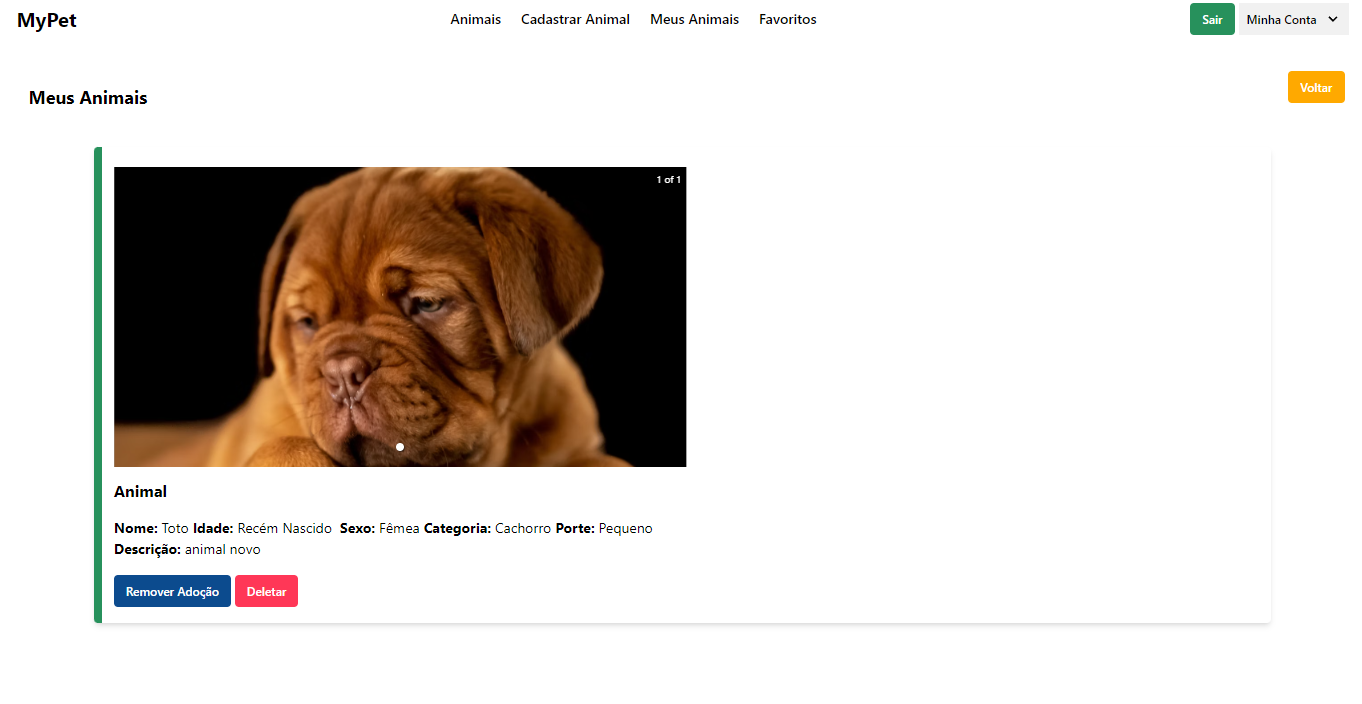 MyPet Animais Cadastrar Animal Meus Animais Favoritos Sair Minha Conta
Voltar
Meus Animais
1 of 1
Animal
Nome: Toto Idade: Recém Nascido Sexo: Fêmea Categoria: Cachorro Porte: Pequeno
Descrição: animal novo
Remover Adoção Deletar